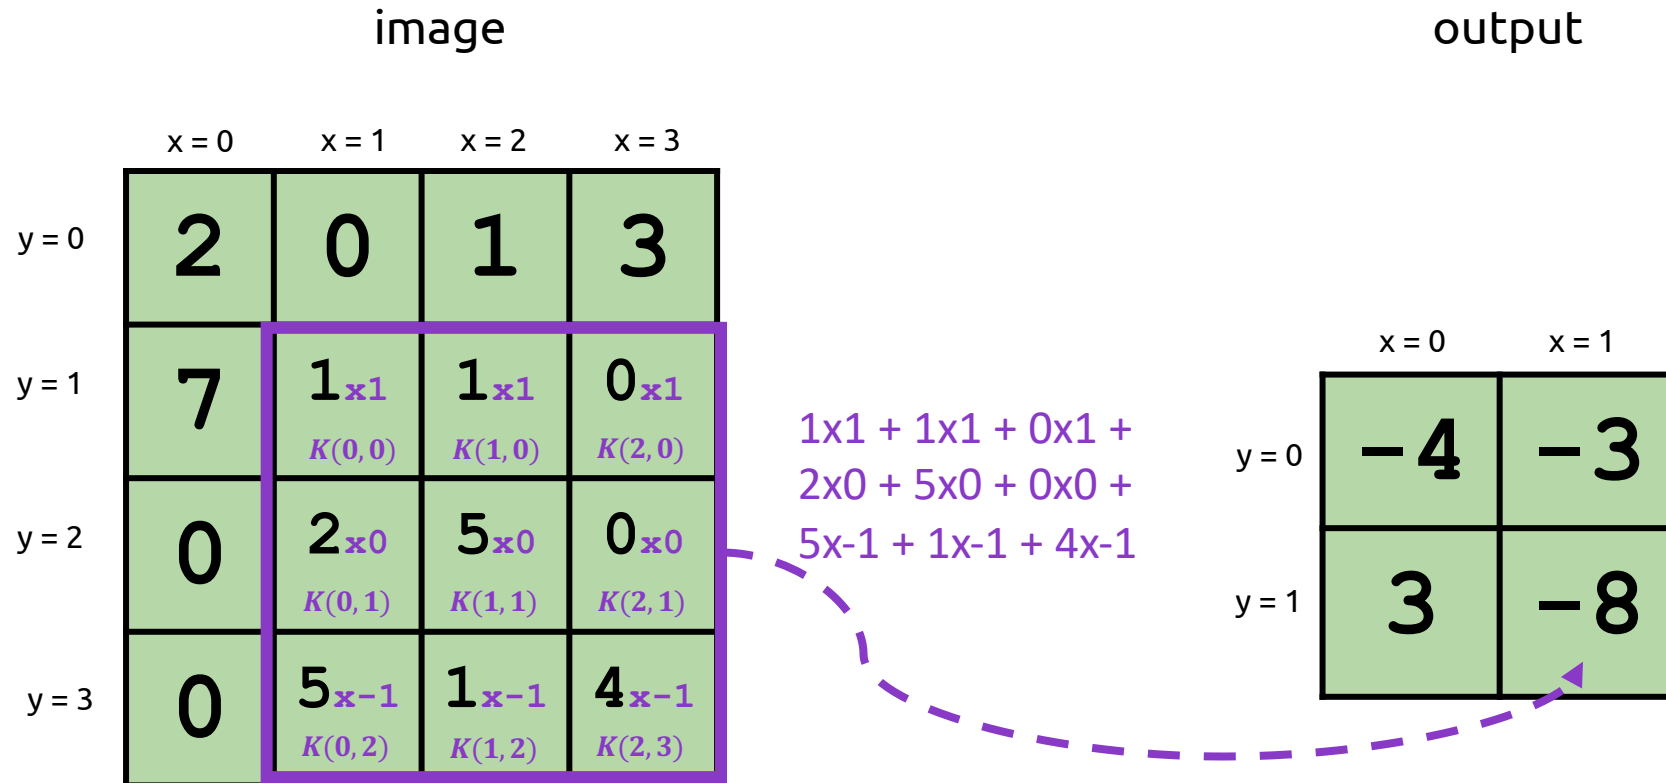 image
output
x = 0 x = 1 x = 2 x = 3
y = 0 2 0 1 3
y = 1 7 1x1 1x1 0x1
K(0, 0) K(1, 0) K(2, 0)
y = 2 0 2x0 5x0 0x0
K(0, 1) K(1, 1) K(2, 1)
y = 3 0 5x-1 1x-1 4x-1
K(0, 2) K(1, 2) K(2, 3)
1x1 + 1x1 + 0x1 +
2x0 + 5x0 + 0x0 +
5x-1 + 1x-1 + 4x-1
x = 0 x = 1
y = 0 -4 -3
y = 1 3 -8